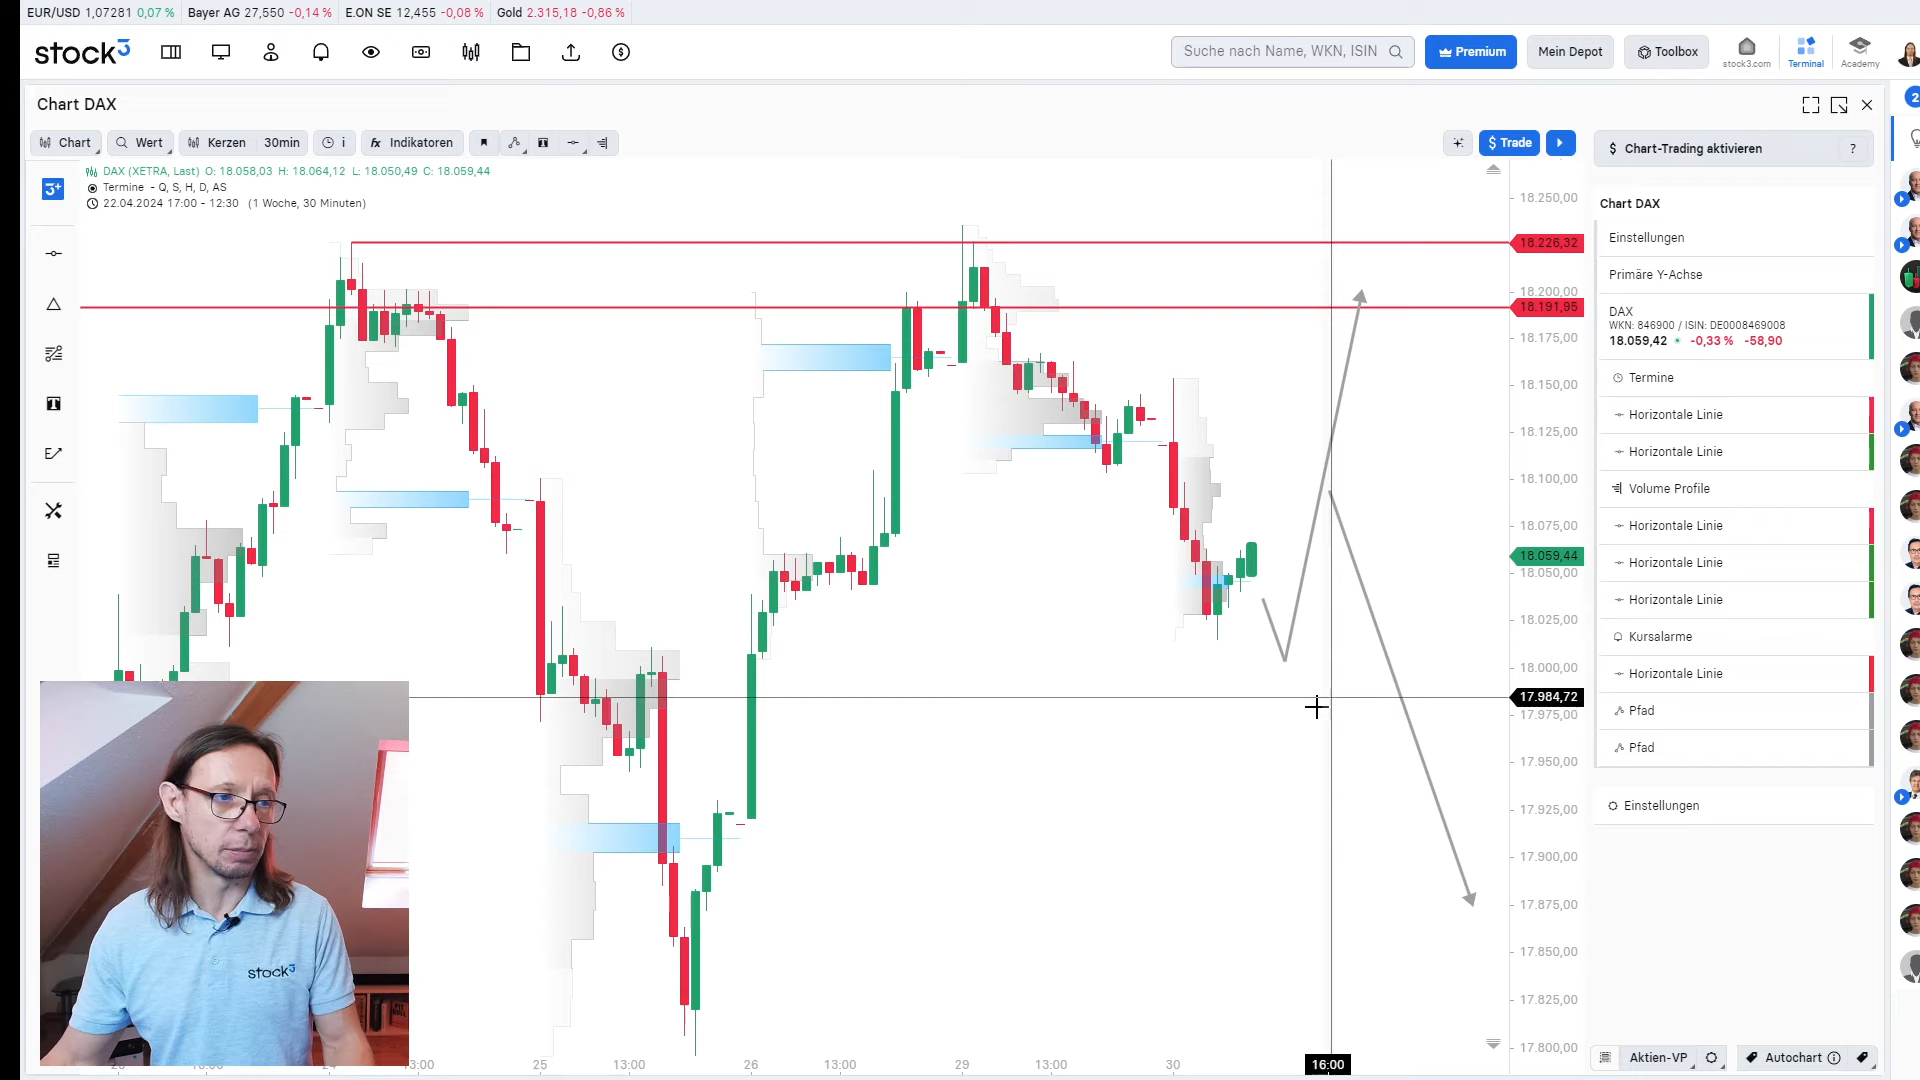 EUR/USD 1,07281 0,07 % Bayer AG 27,550 -0,14 % E.ON SE 12,455 -0,08 % Gold 2.315,18 -0,86 %
stock3
Suche nach Name, WKN, ISIN
Premium
Mein Depot
Toolbox
stock3.com
Terminal
Academy
Chart DAX
2
Chart
Wert
Kerzen
30min
i
fx Indikatoren
$ Trade
$ Chart-Trading aktivieren
?
DAX (XETRA, Last) O: 18.058,03 H: 18.064,12 L: 18.050,49 C: 18.059,44
Termine - Q, S, H, D, AS
22.04.2024 17:00 - 12:30 (1 Woche, 30 Minuten)
3+
18.250,00
18.226,32
18.200,00
18.191,95
18.175,00
18.150,00
18.125,00
18.100,00
18.075,00
18.059,44
18.050,00
18.025,00
18.000,00
17.984,72
17.975,00
17.950,00
17.925,00
17.900,00
17.875,00
17.850,00
17.825,00
17.800,00
Chart DAX
Einstellungen
Primäre Y-Achse
DAX
WKN: 846900 / ISIN: DE0008469008
18.059,42 -0,33 % -58,90
Termine
Horizontale Linie
Horizontale Linie
Volume Profile
Horizontale Linie
Horizontale Linie
Horizontale Linie
Kursalarme
Horizontale Linie
Pfad
Pfad
Einstellungen
stock3
25
13:00
26
13:00
29
13:00
30
16:00
Aktien-VP
Autochart